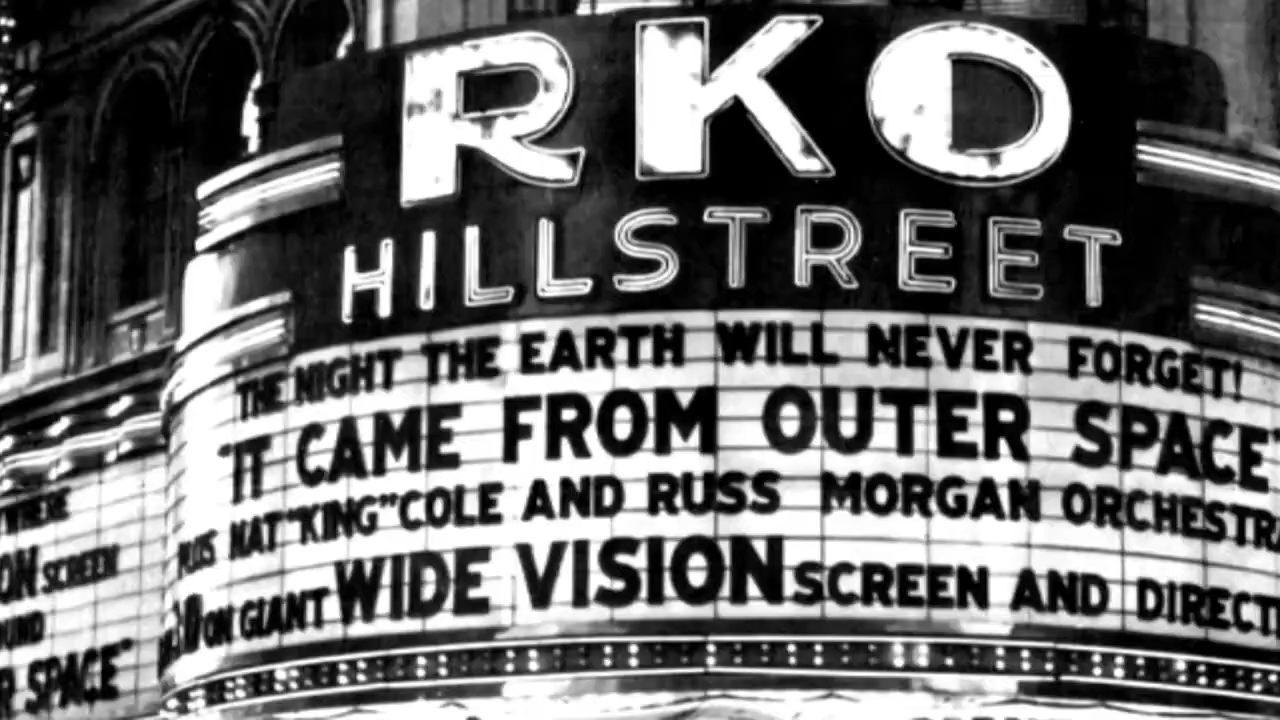 RKO
HILLSTREET
THE NIGHT THE EARTH WILL NEVER FORGET!
"IT CAME FROM OUTER SPACE"
PLUS NAT "KING" COLE AND RUSS MORGAN ORCHESTRA
ON GIANT WIDE VISION SCREEN AND DIRECT
ON SCREEN
R SPACE"